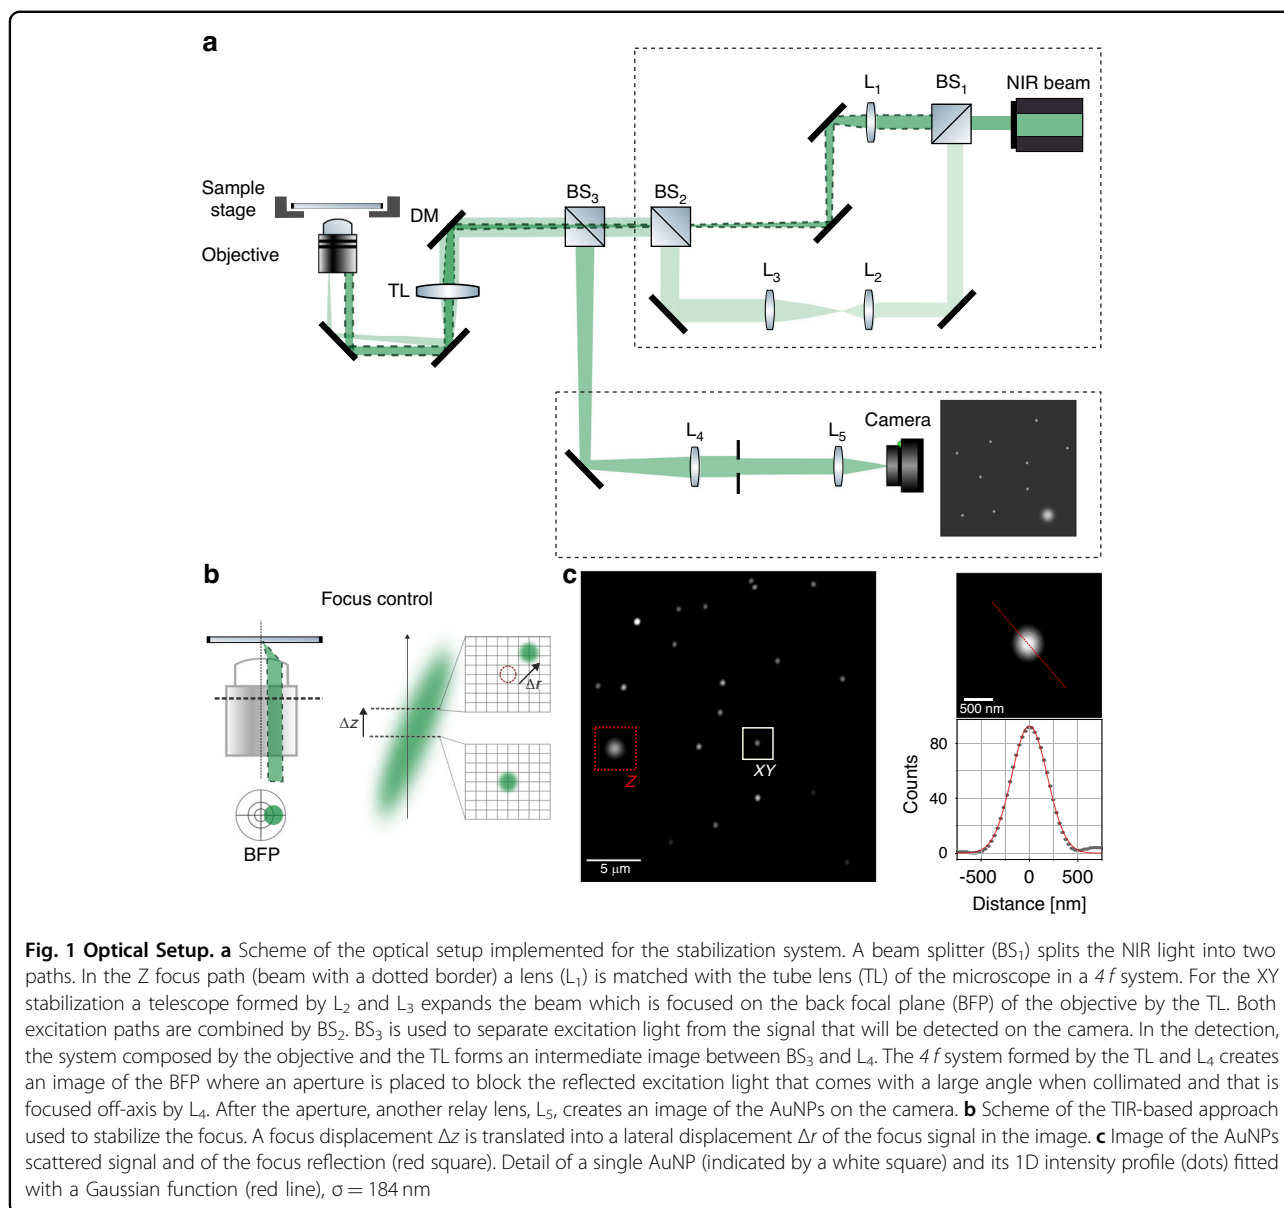 a
L1
BS1
NIR beam
Sample
stage
BS3
BS2
DM
Objective
TL
L3
L2
L4
L5
Camera
b
Focus control
Δr
Δz
BFP
c
Z
XY
5 μm
500 nm
Counts
80
40
0
-500
0
500
Distance [nm]
Fig. 1 Optical Setup. a Scheme of the optical setup implemented for the stabilization system. A beam splitter (BS1) splits the NIR light into two
paths. In the Z focus path (beam with a dotted border) a lens (L1) is matched with the tube lens (TL) of the microscope in a 4 f system. For the XY
stabilization a telescope formed by L2 and L3 expands the beam which is focused on the back focal plane (BFP) of the objective by the TL. Both
excitation paths are combined by BS2. BS3 is used to separate excitation light from the signal that will be detected on the camera. In the detection,
the system composed by the objective and the TL forms an intermediate image between BS3 and L4. The 4 f system formed by the TL and L4 creates
an image of the BFP where an aperture is placed to block the reflected excitation light that comes with a large angle when collimated and that is
focused off-axis by L4. After the aperture, another relay lens, L5, creates an image of the AuNPs on the camera. b Scheme of the TIR-based approach
used to stabilize the focus. A focus displacement Δz is translated into a lateral displacement Δr of the focus signal in the image. c Image of the AuNPs
scattered signal and of the focus reflection (red square). Detail of a single AuNP (indicated by a white square) and its 1D intensity profile (dots) fitted
with a Gaussian function (red line), σ = 184 nm